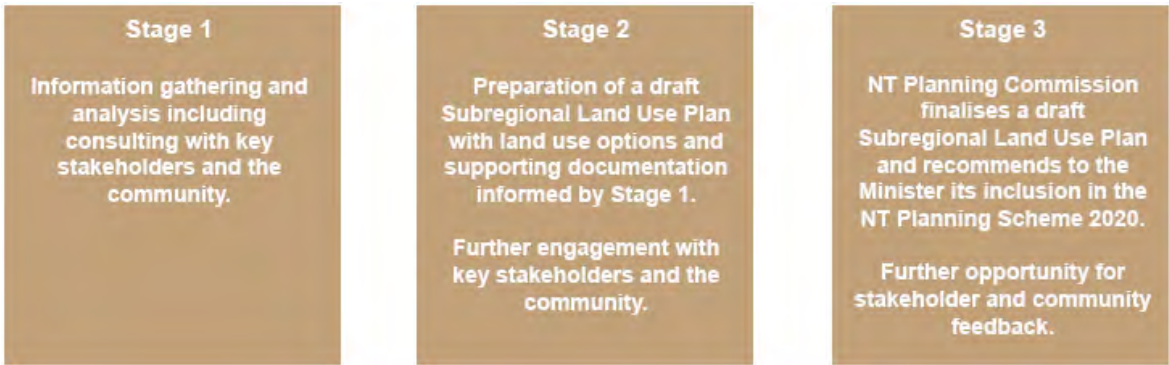 Stage 1
Information gathering and
analysis including
consulting with key
stakeholders and the
community.
Stage 2
Preparation of a draft
Subregional Land Use Plan
with land use options and
supporting documentation
informed by Stage 1.
Further engagement with
key stakeholders and the
community.
Stage 3
NT Planning Commission
finalises a draft
Subregional Land Use Plan
and recommends to the
Minister its inclusion in the
NT Planning Scheme 2020.
Further opportunity for
stakeholder and community
feedback.